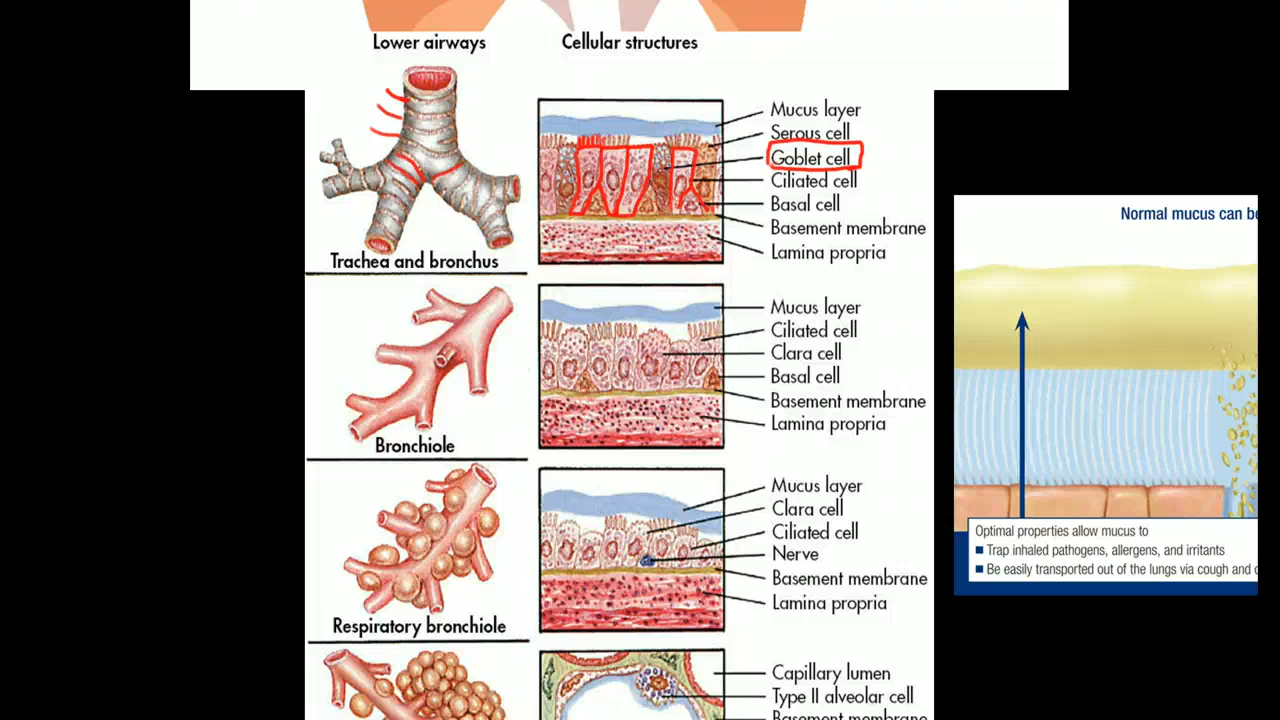 Lower airways
Cellular structures
Mucus layer
Serous cell
Goblet cell
Ciliated cell
Basal cell
Basement membrane
Lamina propria
Trachea and bronchus
Mucus layer
Ciliated cell
Clara cell
Basal cell
Basement membrane
Lamina propria
Bronchiole
Mucus layer
Clara cell
Ciliated cell
Nerve
Basement membrane
Lamina propria
Respiratory bronchiole
Capillary lumen
Type II alveolar cell
Basement membrane
Normal mucus can be
Optimal properties allow mucus to
■ Trap inhaled pathogens, allergens, and irritants
■ Be easily transported out of the lungs via cough and